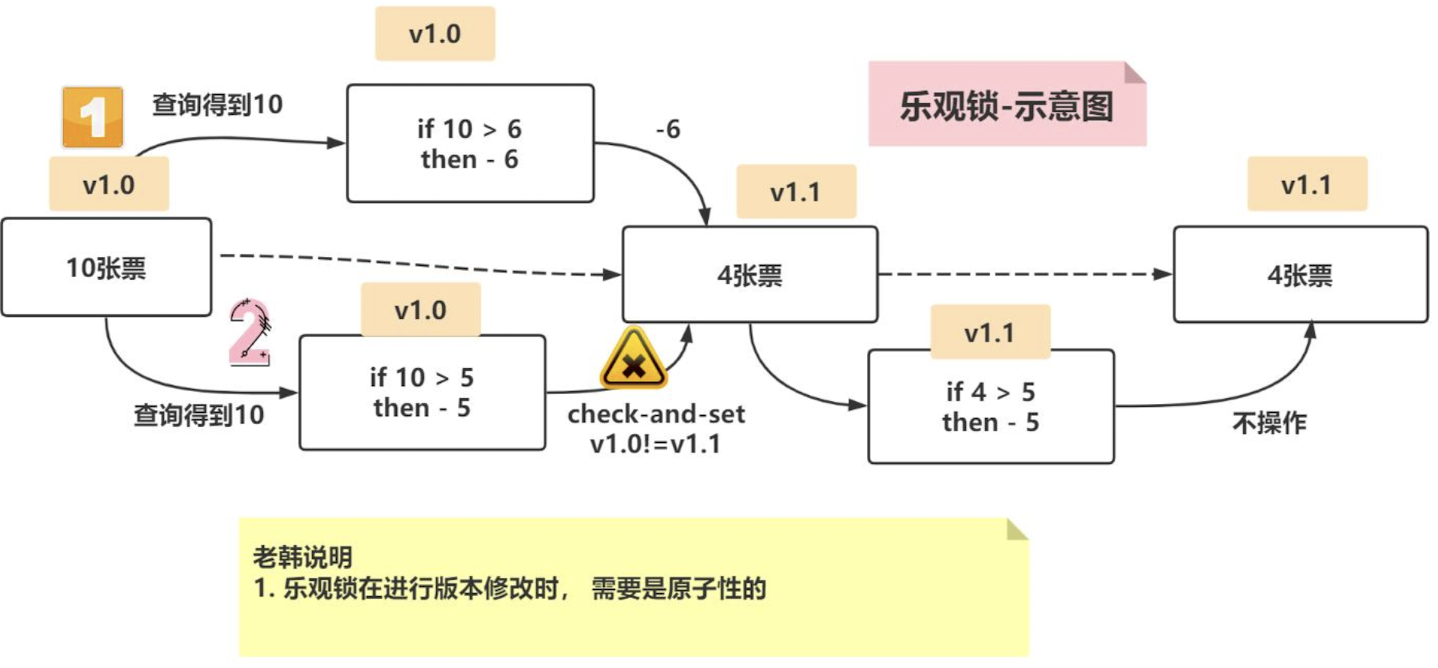 v1.0
乐观锁-示意图
1
查询得到10
if 10 > 6
then - 6
-6
v1.0
v1.1
v1.1
10张票
4张票
4张票
2
v1.0
查询得到10
if 10 > 5
then - 5
check-and-set
v1.0!=v1.1
v1.1
if 4 > 5
then - 5
不操作
老韩说明
1. 乐观锁在进行版本修改时， 需要是原子性的